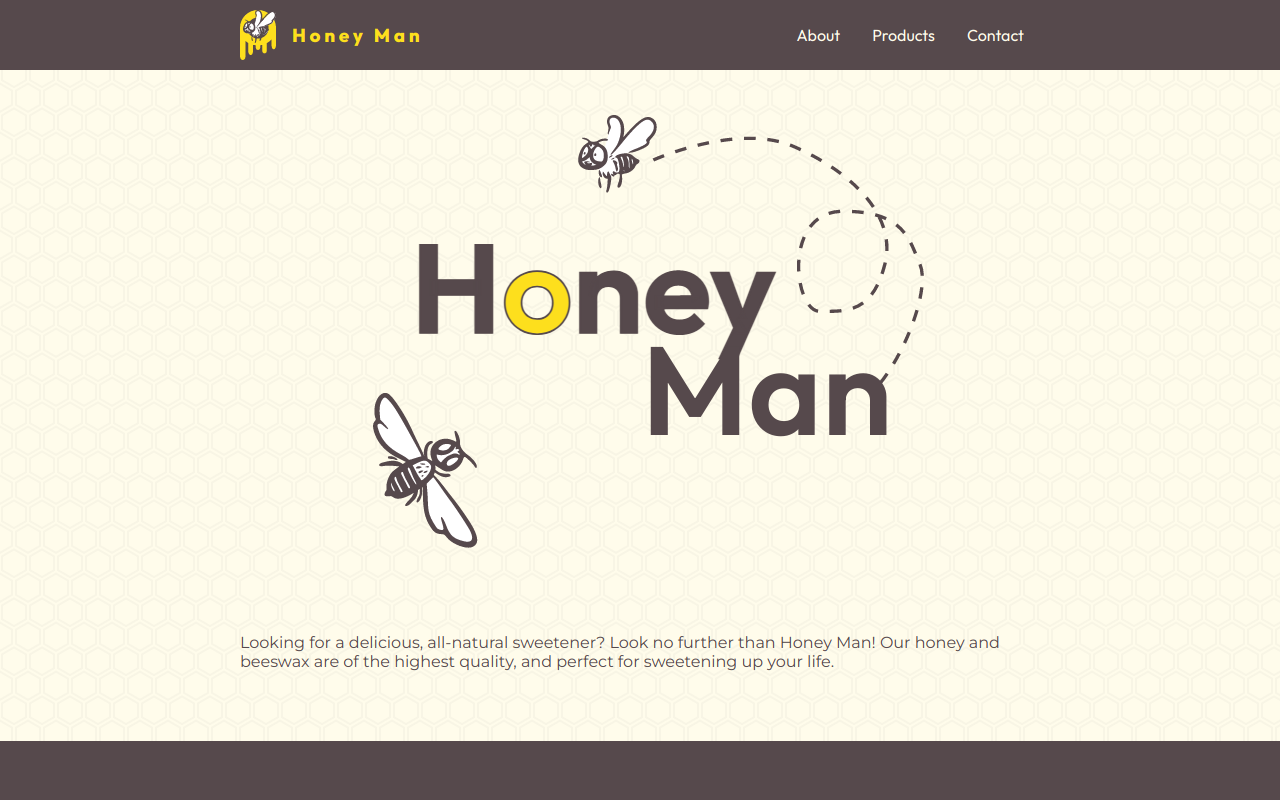 Honey Man
About Products Contact
Honey
Man
Looking for a delicious, all-natural sweetener? Look no further than Honey Man! Our honey and
beeswax are of the highest quality, and perfect for sweetening up your life.